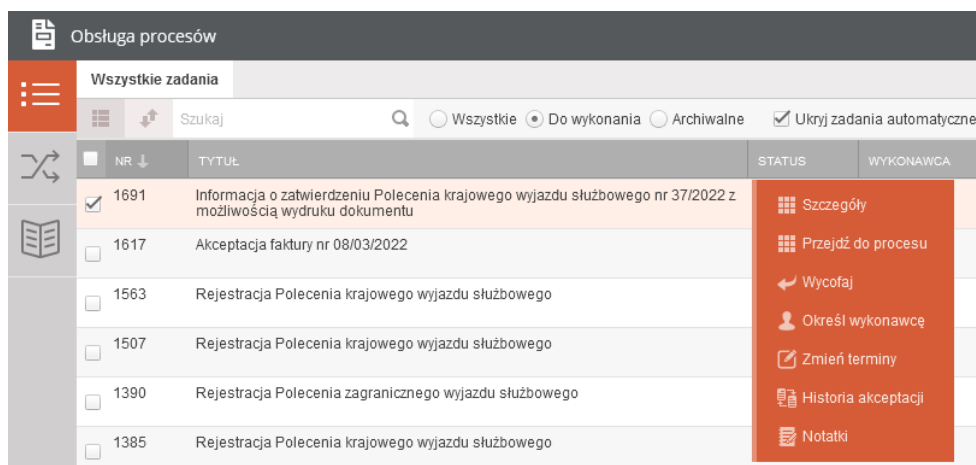 Obsługa procesów
Wszystkie zadania
Szukaj Wszystkie Do wykonania Archiwalne Ukryj zadania automatyczne
NR TYTUŁ STATUS WYKONAWCA
1691 Informacja o zatwierdzeniu Polecenia krajowego wyjazdu służbowego nr 37/2022 z
możliwością wydruku dokumentu
1617 Akceptacja faktury nr 08/03/2022
1563 Rejestracja Polecenia krajowego wyjazdu służbowego
1507 Rejestracja Polecenia krajowego wyjazdu służbowego
1390 Rejestracja Polecenia zagranicznego wyjazdu służbowego
1385 Rejestracja Polecenia krajowego wyjazdu służbowego
Szczegóły
Przejdź do procesu
Wycofaj
Określ wykonawcę
Zmień terminy
Historia akceptacji
Notatki